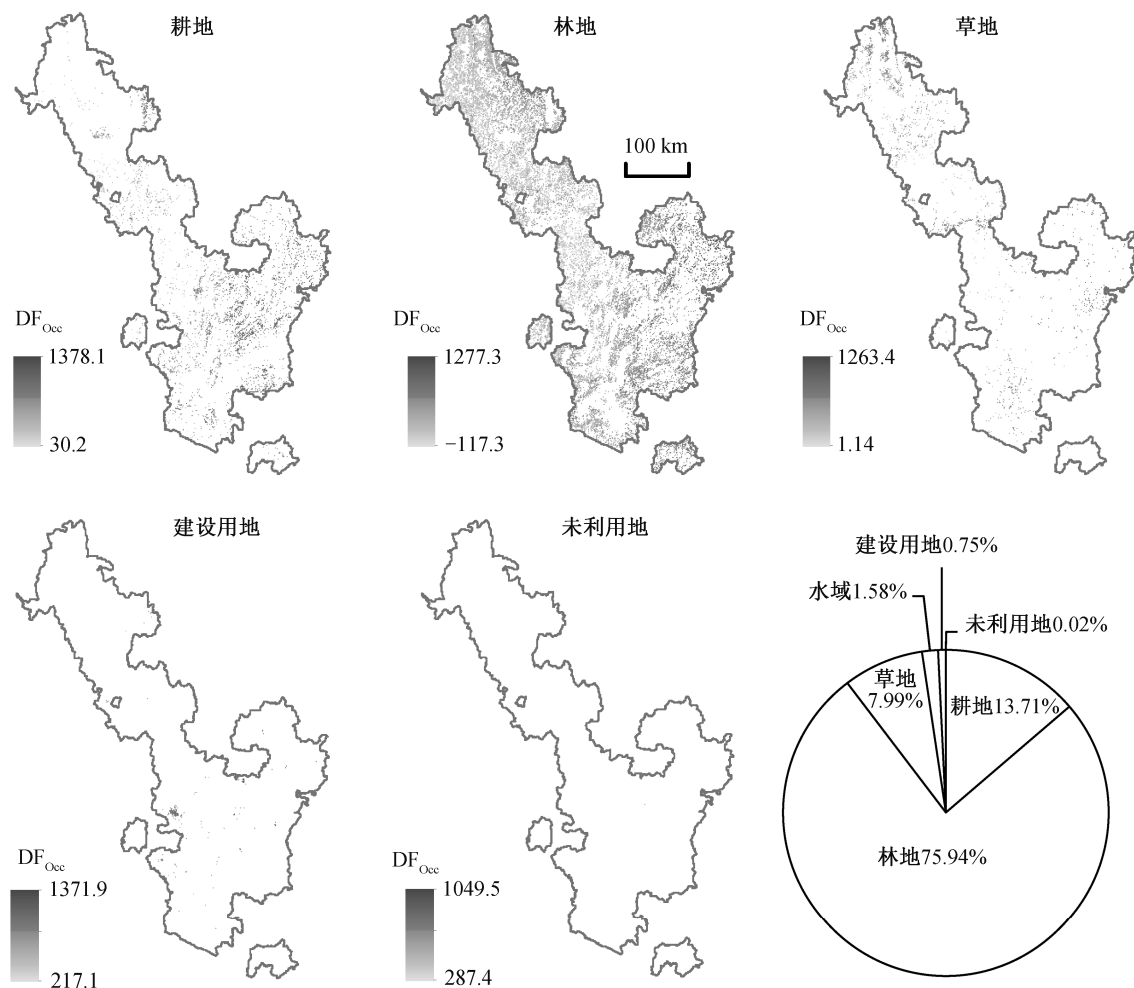 耕地
林地
草地
100 km
DFOcc
1378.1
30.2
DFOcc
1277.3
−117.3
DFOcc
1263.4
1.14
建设用地
未利用地
DFOcc
1371.9
217.1
DFOcc
1049.5
287.4
建设用地0.75%
水域1.58%
未利用地0.02%
草地
7.99%
耕地13.71%
林地75.94%